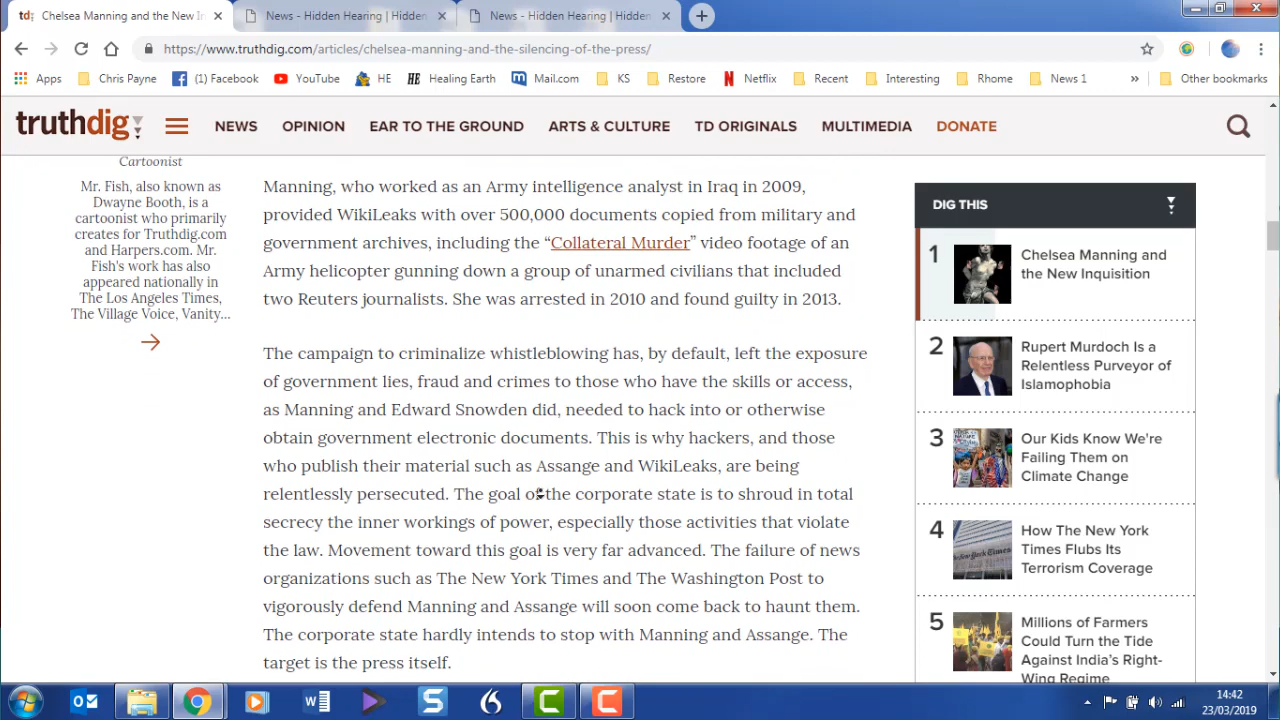 Chelsea Manning and the New In
News - Hidden Hearing | Hidden
News - Hidden Hearing | Hidden
https://www.truthdig.com/articles/chelsea-manning-and-the-silencing-of-the-press/
Apps
Chris Payne
(1) Facebook
YouTube
HE
HE Healing Earth
Mail.com
KS
Restore
Netflix
Recent
Interesting
Rhome
News 1
»
Other bookmarks
truthdig
NEWS
OPINION
EAR TO THE GROUND
ARTS & CULTURE
TD ORIGINALS
MULTIMEDIA
DONATE
Cartoonist
Mr. Fish, also known as
Dwayne Booth, is a
cartoonist who primarily
creates for Truthdig.com
and Harpers.com. Mr.
Fish's work has also
appeared nationally in
The Los Angeles Times,
The Village Voice, Vanity...
Manning, who worked as an Army intelligence analyst in Iraq in 2009,
provided WikiLeaks with over 500,000 documents copied from military and
government archives, including the “Collateral Murder” video footage of an
Army helicopter gunning down a group of unarmed civilians that included
two Reuters journalists. She was arrested in 2010 and found guilty in 2013.
The campaign to criminalize whistleblowing has, by default, left the exposure
of government lies, fraud and crimes to those who have the skills or access,
as Manning and Edward Snowden did, needed to hack into or otherwise
obtain government electronic documents. This is why hackers, and those
who publish their material such as Assange and WikiLeaks, are being
relentlessly persecuted. The goal of the corporate state is to shroud in total
secrecy the inner workings of power, especially those activities that violate
the law. Movement toward this goal is very far advanced. The failure of news
organizations such as The New York Times and The Washington Post to
vigorously defend Manning and Assange will soon come back to haunt them.
The corporate state hardly intends to stop with Manning and Assange. The
target is the press itself.
DIG THIS
1
Chelsea Manning and
the New Inquisition
2
Rupert Murdoch Is a
Relentless Purveyor of
Islamophobia
3
Our Kids Know We're
Failing Them on
Climate Change
4
How The New York
Times Flubs Its
Terrorism Coverage
5
Millions of Farmers
Could Turn the Tide
Against India's Right-
Wing Regime
14:42
23/03/2019